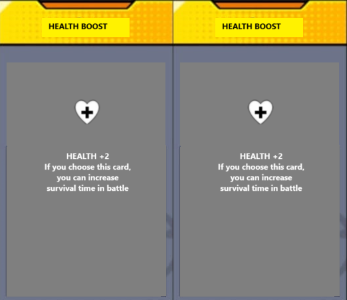 HEALTH BOOST
HEALTH +2
If you choose this card,
you can increase
survival time in battle
HEALTH BOOST
HEALTH +2
If you choose this card,
you can increase
survival time in battle